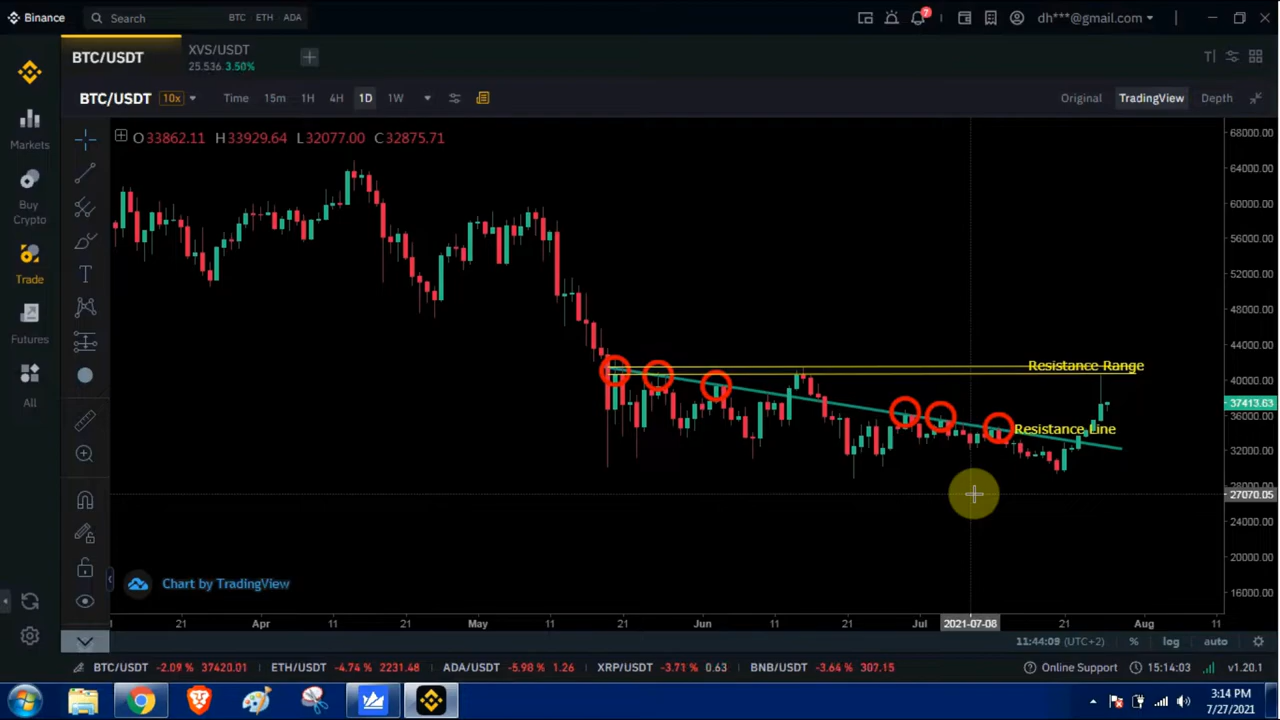 Binance
Search
BTC ETH ADA
7
dh***@gmail.com
BTC/USDT
XVS/USDT
25.536 3.50%
BTC/USDT 10x
Time 15m 1H 4H 1D 1W
Original TradingView Depth
O33862.11 H33929.64 L32077.00 C32875.71
Markets
Buy
Crypto
Trade
Futures
All
T
68000.00
64000.00
60000.00
56000.00
52000.00
48000.00
44000.00
40000.00
37413.63
36000.00
32000.00
28000.00
27070.05
24000.00
20000.00
16000.00
Resistance Range
Resistance Line
Chart by TradingView
21 Apr 11 21 May 11 21 Jun 11 21 Jul 2021-07-08 21 Aug 11
11:44:09 (UTC+2) % log auto
BTC/USDT -2.09% 37420.01 ETH/USDT -4.74% 2231.48 ADA/USDT -5.98% 1.26 XRP/USDT -3.71% 0.63 BNB/USDT -3.64% 307.15
Online Support 15:14:03 v1.20.1
3:14 PM
7/27/2021